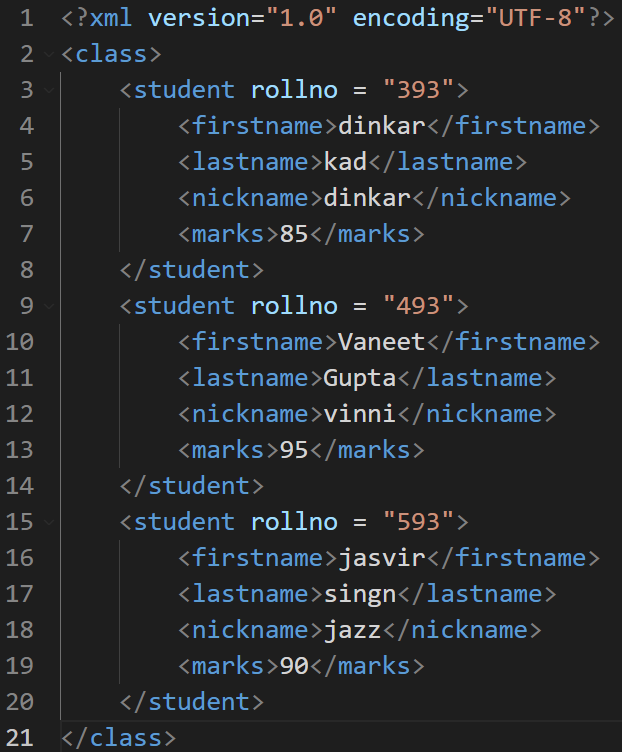 1 <?xml version="1.0" encoding="UTF-8"?>
2 <class>
3     <student rollno = "393">
4         <firstname>dinkar</firstname>
5         <lastname>kad</lastname>
6         <nickname>dinkar</nickname>
7         <marks>85</marks>
8     </student>
9     <student rollno = "493">
10         <firstname>Vaneet</firstname>
11         <lastname>Gupta</lastname>
12         <nickname>vinni</nickname>
13         <marks>95</marks>
14     </student>
15     <student rollno = "593">
16         <firstname>jasvir</firstname>
17         <lastname>singn</lastname>
18         <nickname>jazz</nickname>
19         <marks>90</marks>
20     </student>
21 </class>